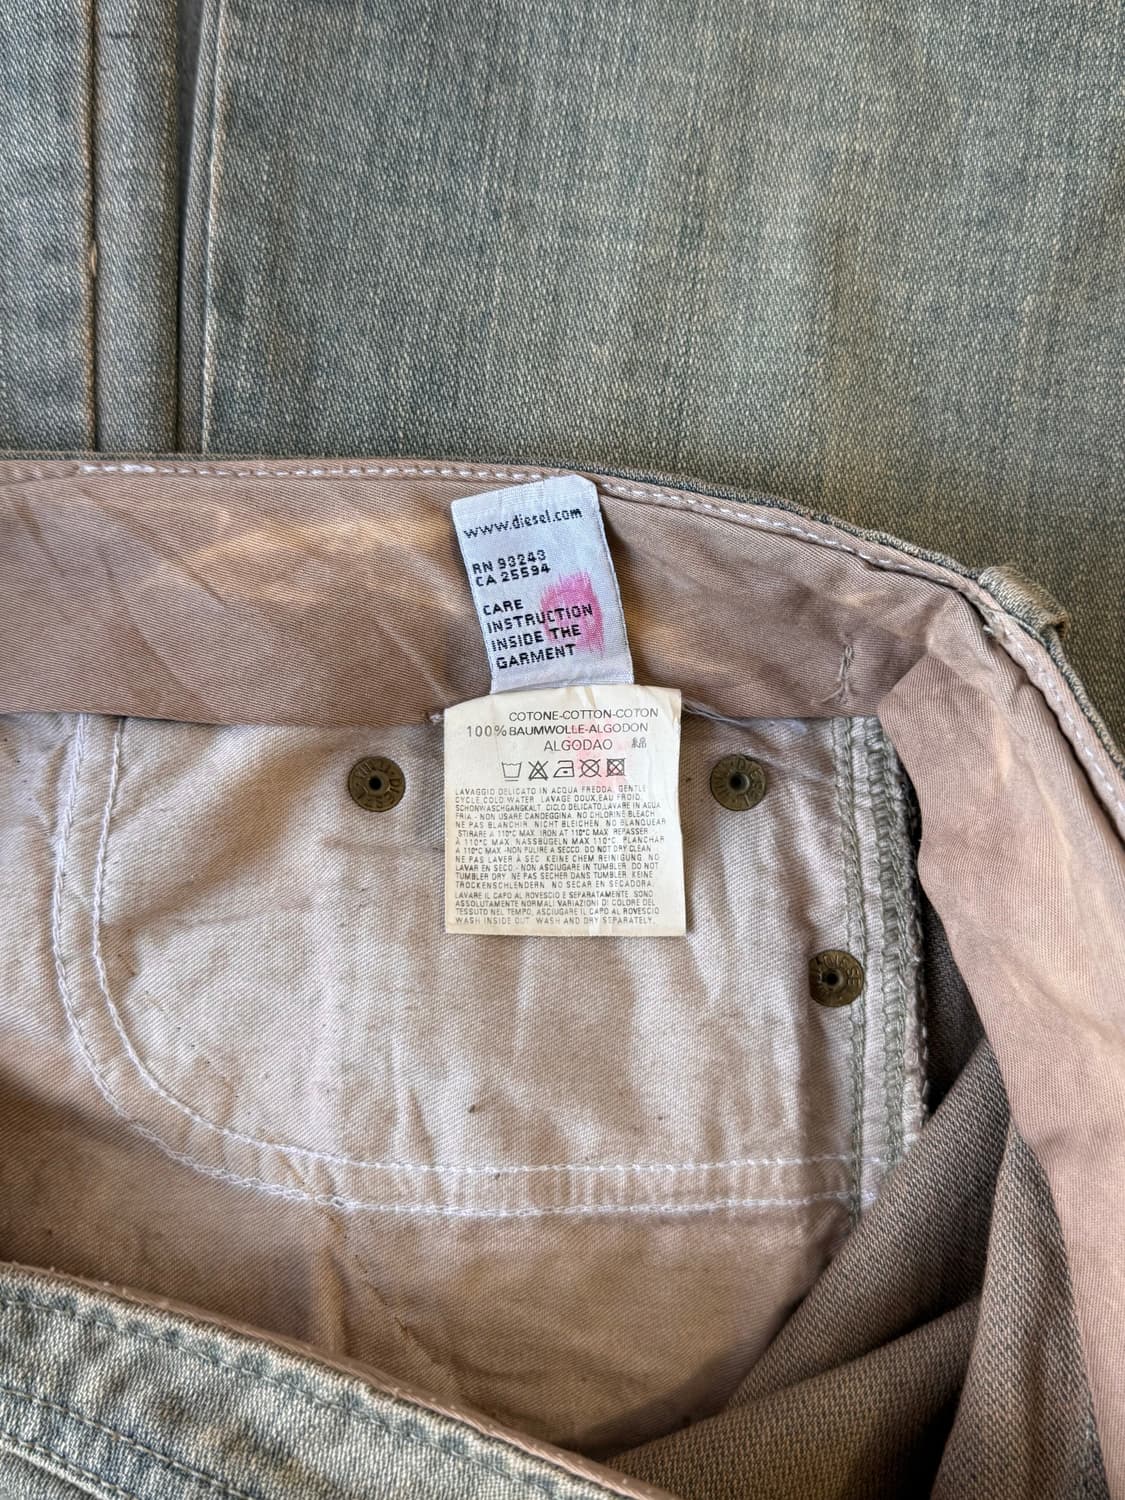 www.diesel.com
RN 93243
CA 25594
CARE
INSTRUCTION
INSIDE THE
GARMENT
COTONE-COTTON-COTON
100% BAUMWOLLE-ALGODON
ALGODAO
LAVAGGIO DELICATO IN ACQUA FREDDA, GENTLE
CYCLE,COLD WATER LAVAGE DOUX,EAU FROID.
SCHONWASCHGANGKALT. CICLO DELICATO,LAVARE IN AGUA
FRIA - NON USARE CANDEGGINA. NO CHLORINE BLEACH
NE PAS BLANCHIR. NICHT BLEICHEN. NO BLANQUEAR
STIRARE A 110°C MAX. IRON AT 110°C MAX. REPASSER
A 110°C MAX. NASSBÜGELN MAX 110°C. PLANCHAR
A 110°C MAX -NON PULIRE A SECCO. DO NOT DRY CLEAN
NE PAS LAVER À SEC. KEINE CHEM REINIGUNG. NO
LAVAR EN SECO.- NON ASCIUGARE IN TUMBLER. DO NOT
TUMBLER DRY. NE PAS SECHER DANS TUMBLER. KEINE
TROCKENSCHLENDERN. NO SECAR EN SECADORA.
LAVARE IL CAPO AL ROVESCIO E SEPARATAMENTE. SONO
ASSOLUTAMENTE NORMALI VARIAZIONI DI COLORE DEL
TESSUTO NEL TEMPO, ASCIUGARE IL CAPO AL ROVESCIO
WASH INSIDE OUT WASH AND DRY SEPARATELY.